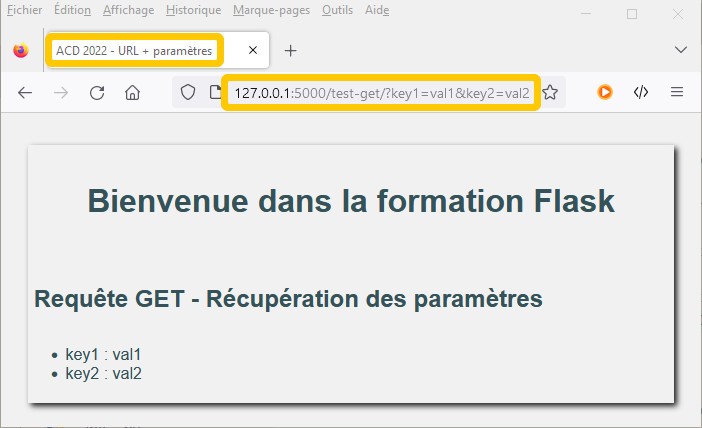 Fichier Édition Affichage Historique Marque-pages Outils Aide
ACD 2022 - URL + paramètres
127.0.0.1:5000/test-get/?key1=val1&key2=val2
Bienvenue dans la formation Flask
Requête GET - Récupération des paramètres
• key1 : val1
• key2 : val2